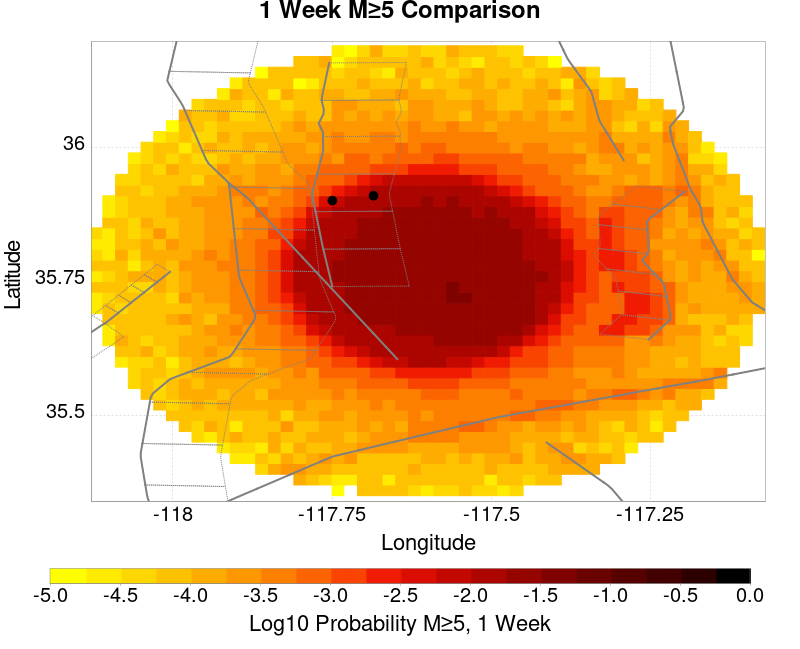 1 Week M≥5 Comparison
36
35.75
35.5
Latitude
-118 -117.75 -117.5 -117.25
Longitude
-5.0 -4.5 -4.0 -3.5 -3.0 -2.5 -2.0 -1.5 -1.0 -0.5 0.0
Log10 Probability M≥5, 1 Week